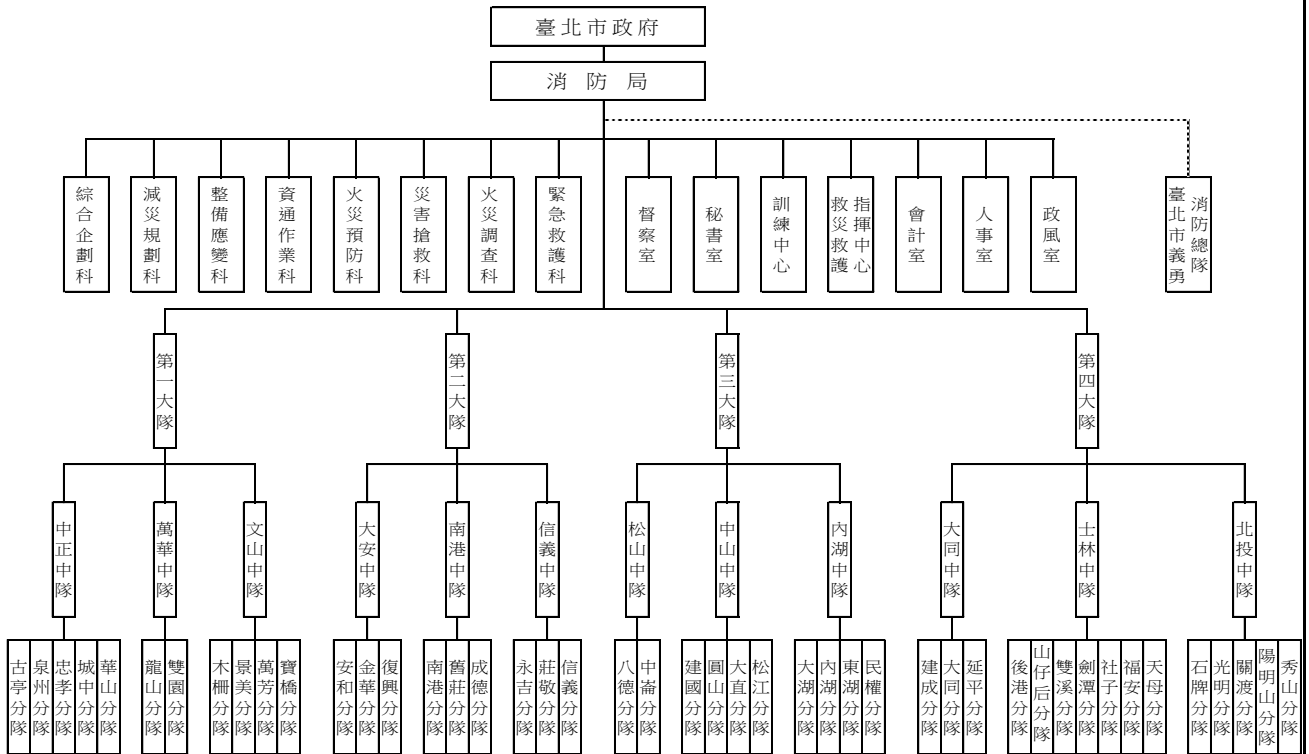 臺北市政府
消防局
綜合企劃科
減災規劃科
整備應變科
資通作業科
火災預防科
災害搶救科
火災調查科
緊急救護科
督察室
秘書室
訓練中心
救災救護
指揮中心
會計室
人事室
政風室
臺北市義勇
消防總隊
第一大隊
第二大隊
第三大隊
第四大隊
中正中隊
萬華中隊
文山中隊
大安中隊
南港中隊
信義中隊
松山中隊
中山中隊
內湖中隊
大同中隊
士林中隊
北投中隊
古亭分隊
泉州分隊
忠孝分隊
城中分隊
華山分隊
龍山分隊
雙園分隊
木柵分隊
景美分隊
萬芳分隊
寶橋分隊
安和分隊
金華分隊
復興分隊
南港分隊
舊莊分隊
成德分隊
永吉分隊
莊敬分隊
信義分隊
八德分隊
中崙分隊
建國分隊
圓山分隊
大直分隊
松江分隊
大湖分隊
內湖分隊
東湖分隊
民權分隊
建成分隊
大同分隊
延平分隊
後港分隊
山仔后分隊
雙溪分隊
劍潭分隊
社子分隊
福安分隊
天母分隊
石牌分隊
光明分隊
關渡分隊
陽明山分隊
秀山分隊